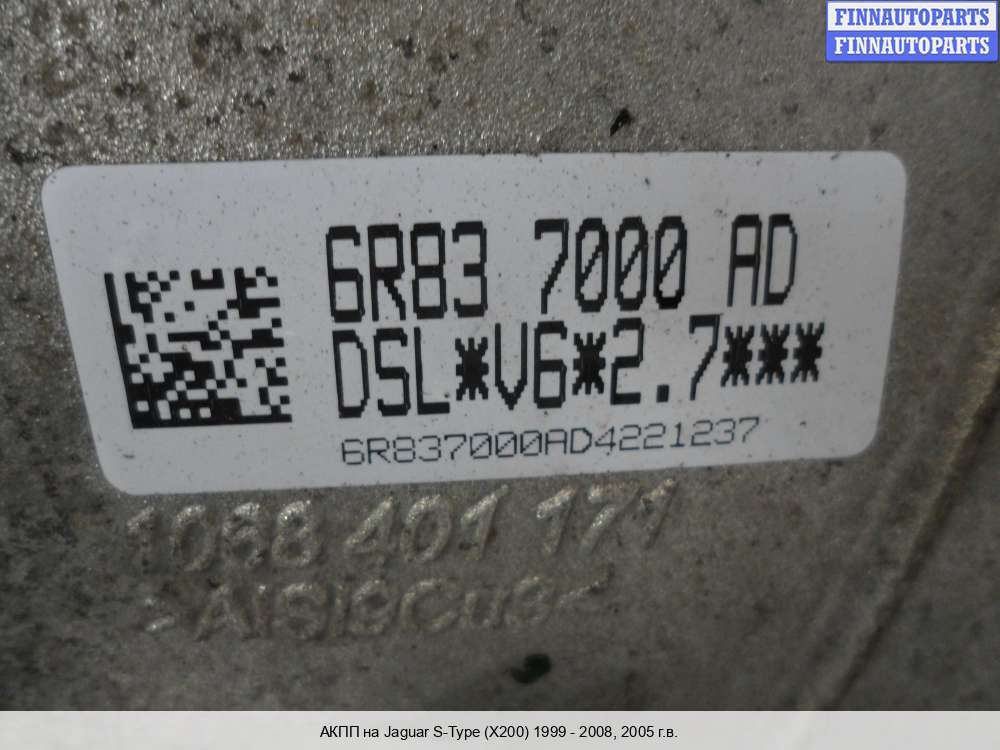 FINNAUTOPARTS
FINNAUTOPARTS
6R83 7000 AD
DSL*V6*2.7***
6R837000AD4221237
1068 401 171
>AlSi9Cu3<
АКПП на Jaguar S-Type (X200) 1999 - 2008, 2005 г.в.